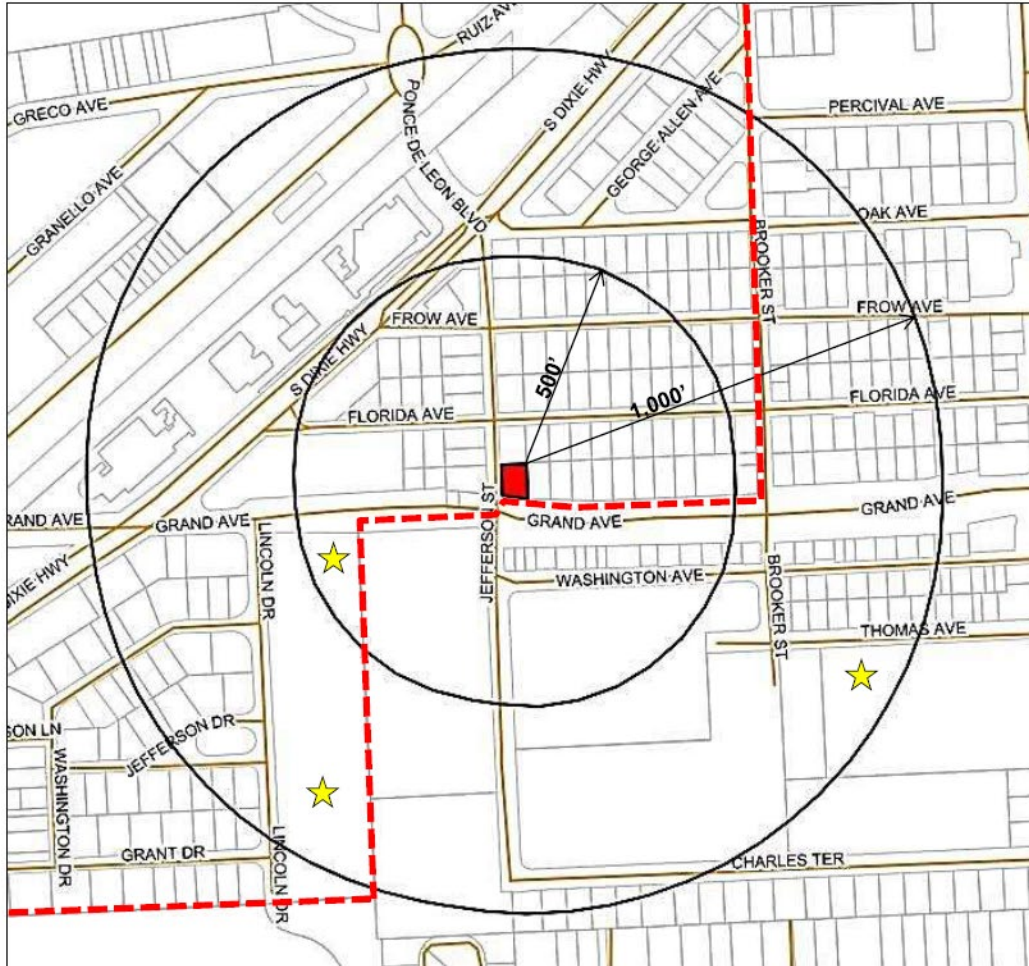 RUIZ AVE
GRECO AVE
PONCE DE LEON BLVD
S DIXIE HWY
GEORGE ALLEN AVE
PERCIVAL AVE
GRANELLO AVE
OAK AVE
BROOKER ST
FROW AVE
FROW AVE
S DIXIE HWY
500'
1,000'
FLORIDA AVE
FLORIDA AVE
JEFFERSON ST
RAND AVE
GRAND AVE
GRAND AVE
GRAND AVE
DIXIE HWY
LINCOLN DR
WASHINGTON AVE
BROOKER ST
THOMAS AVE
SON LN
JEFFERSON DR
WASHINGTON DR
GRANT DR
LINCOLN DR
CHARLES TER